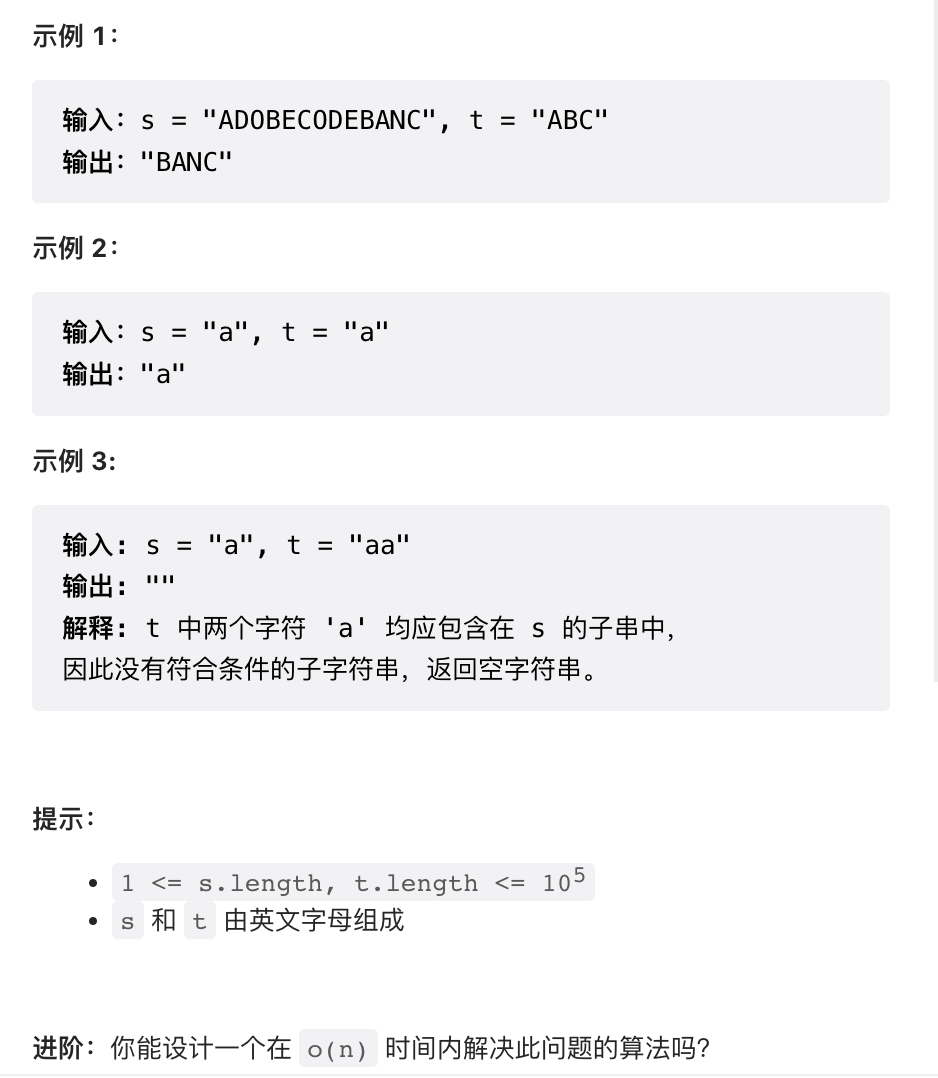 示例 1：
输入：s = "ADOBECODEBANC", t = "ABC"
输出："BANC"
示例 2：
输入：s = "a", t = "a"
输出："a"
示例 3:
输入: s = "a", t = "aa"
输出: ""
解释: t 中两个字符 'a' 均应包含在 s 的子串中，
因此没有符合条件的子字符串，返回空字符串。
提示：
• 1 <= s.length, t.length <= 10⁵
• s 和 t 由英文字母组成
进阶：你能设计一个在 o(n) 时间内解决此问题的算法吗?